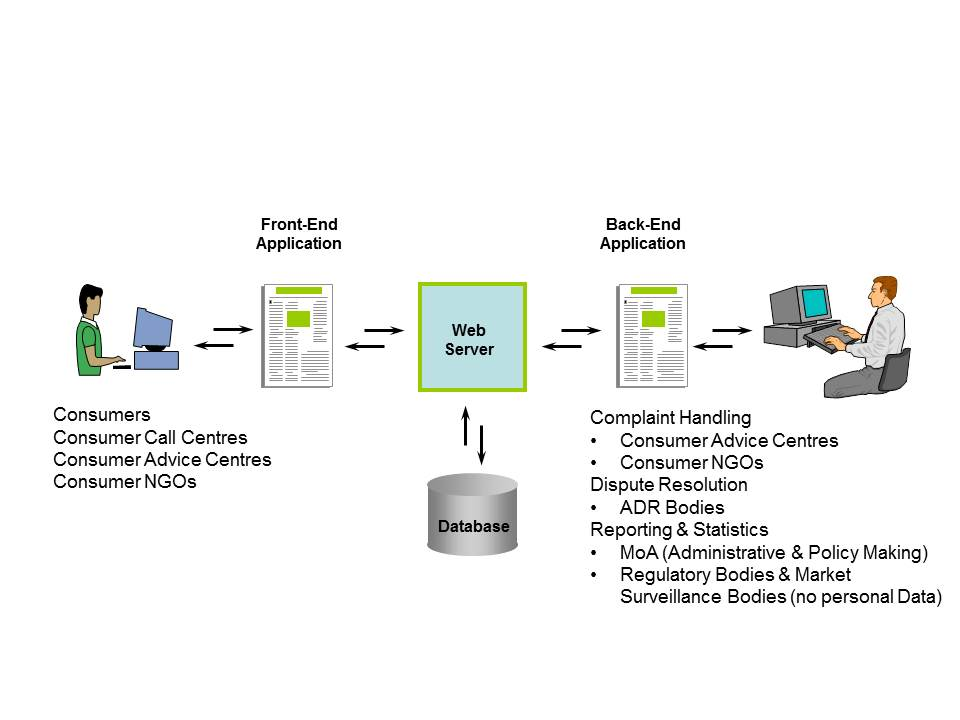 Front-End
Application
Back-End
Application
Web
Server
Database
Consumers
Consumer Call Centres
Consumer Advice Centres
Consumer NGOs
Complaint Handling
• Consumer Advice Centres
• Consumer NGOs
Dispute Resolution
• ADR Bodies
Reporting & Statistics
• MoA (Administrative & Policy Making)
• Regulatory Bodies & Market
Surveillance Bodies (no personal Data)